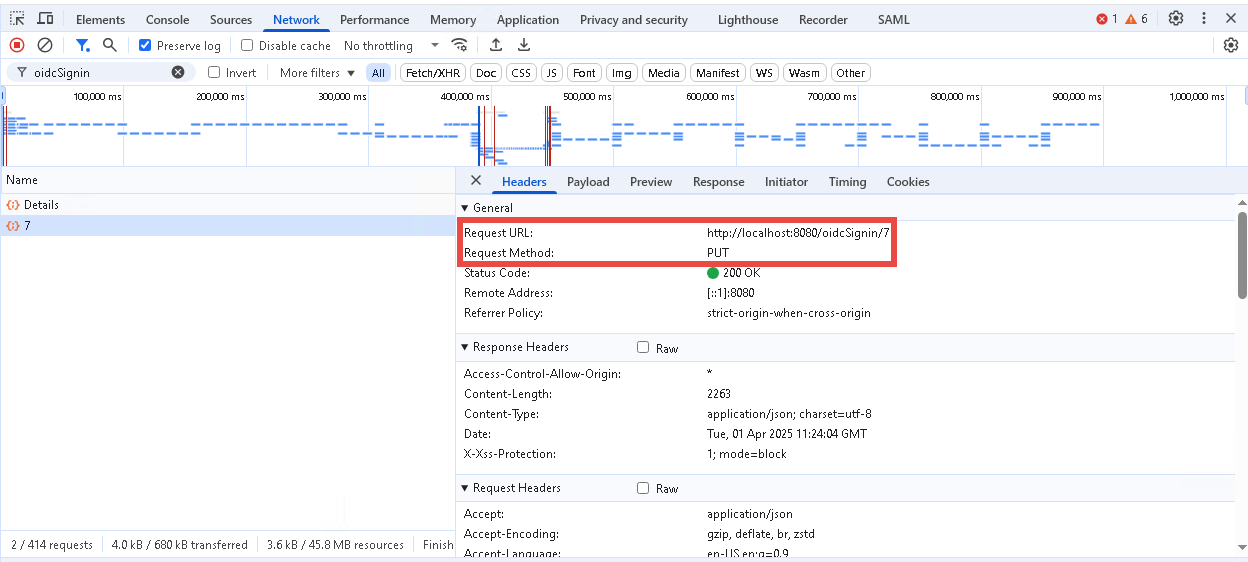 Elements Console Sources Network Performance Memory Application Privacy and security Lighthouse Recorder SAML 1 6
Preserve log Disable cache No throttling
oidcSignin Invert More filters All Fetch/XHR Doc CSS JS Font Img Media Manifest WS Wasm Other
100,000 ms 200,000 ms 300,000 ms 400,000 ms 500,000 ms 600,000 ms 700,000 ms 800,000 ms 900,000 ms 1,000,000 ms
Name
Details
7
Headers Payload Preview Response Initiator Timing Cookies
General
Request URL: http://localhost:8080/oidcSignin/7
Request Method: PUT
Status Code: 200 OK
Remote Address: [::1]:8080
Referrer Policy: strict-origin-when-cross-origin
Response Headers Raw
Access-Control-Allow-Origin: *
Content-Length: 2263
Content-Type: application/json; charset=utf-8
Date: Tue, 01 Apr 2025 11:24:04 GMT
X-Xss-Protection: 1; mode=block
Request Headers Raw
Accept: application/json
Accept-Encoding: gzip, deflate, br, zstd
Accept-Language: en-US,en;q=0.9
2 / 414 requests 4.0 kB / 680 kB transferred 3.6 kB / 45.8 MB resources Finish